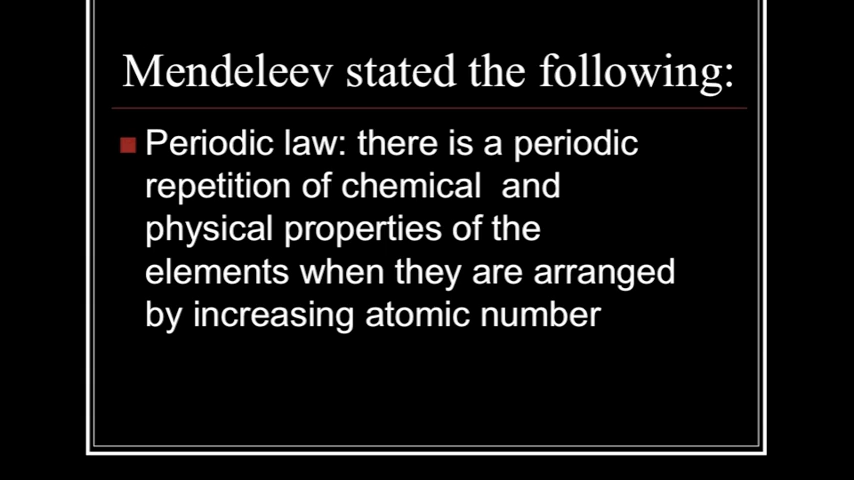 Mendeleev stated the following:
Periodic law: there is a periodic
repetition of chemical  and
physical properties of the
elements when they are arranged
by increasing atomic number